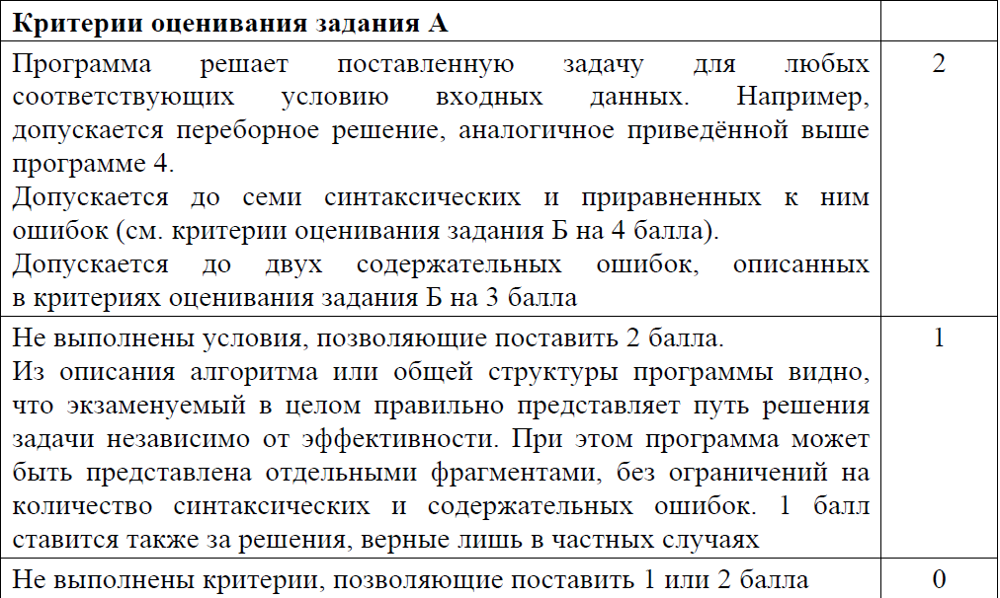 Критерии оценивания задания А
Программа решает поставленную задачу для любых 2
соответствующих условию входных данных. Например,
допускается переборное решение, аналогичное приведённой выше
программе 4.
Допускается до семи синтаксических и приравненных к ним
ошибок (см. критерии оценивания задания Б на 4 балла).
Допускается до двух содержательных ошибок, описанных
в критериях оценивания задания Б на 3 балла
Не выполнены условия, позволяющие поставить 2 балла. 1
Из описания алгоритма или общей структуры программы видно,
что экзаменуемый в целом правильно представляет путь решения
задачи независимо от эффективности. При этом программа может
быть представлена отдельными фрагментами, без ограничений на
количество синтаксических и содержательных ошибок. 1 балл
ставится также за решения, верные лишь в частных случаях
Не выполнены критерии, позволяющие поставить 1 или 2 балла 0